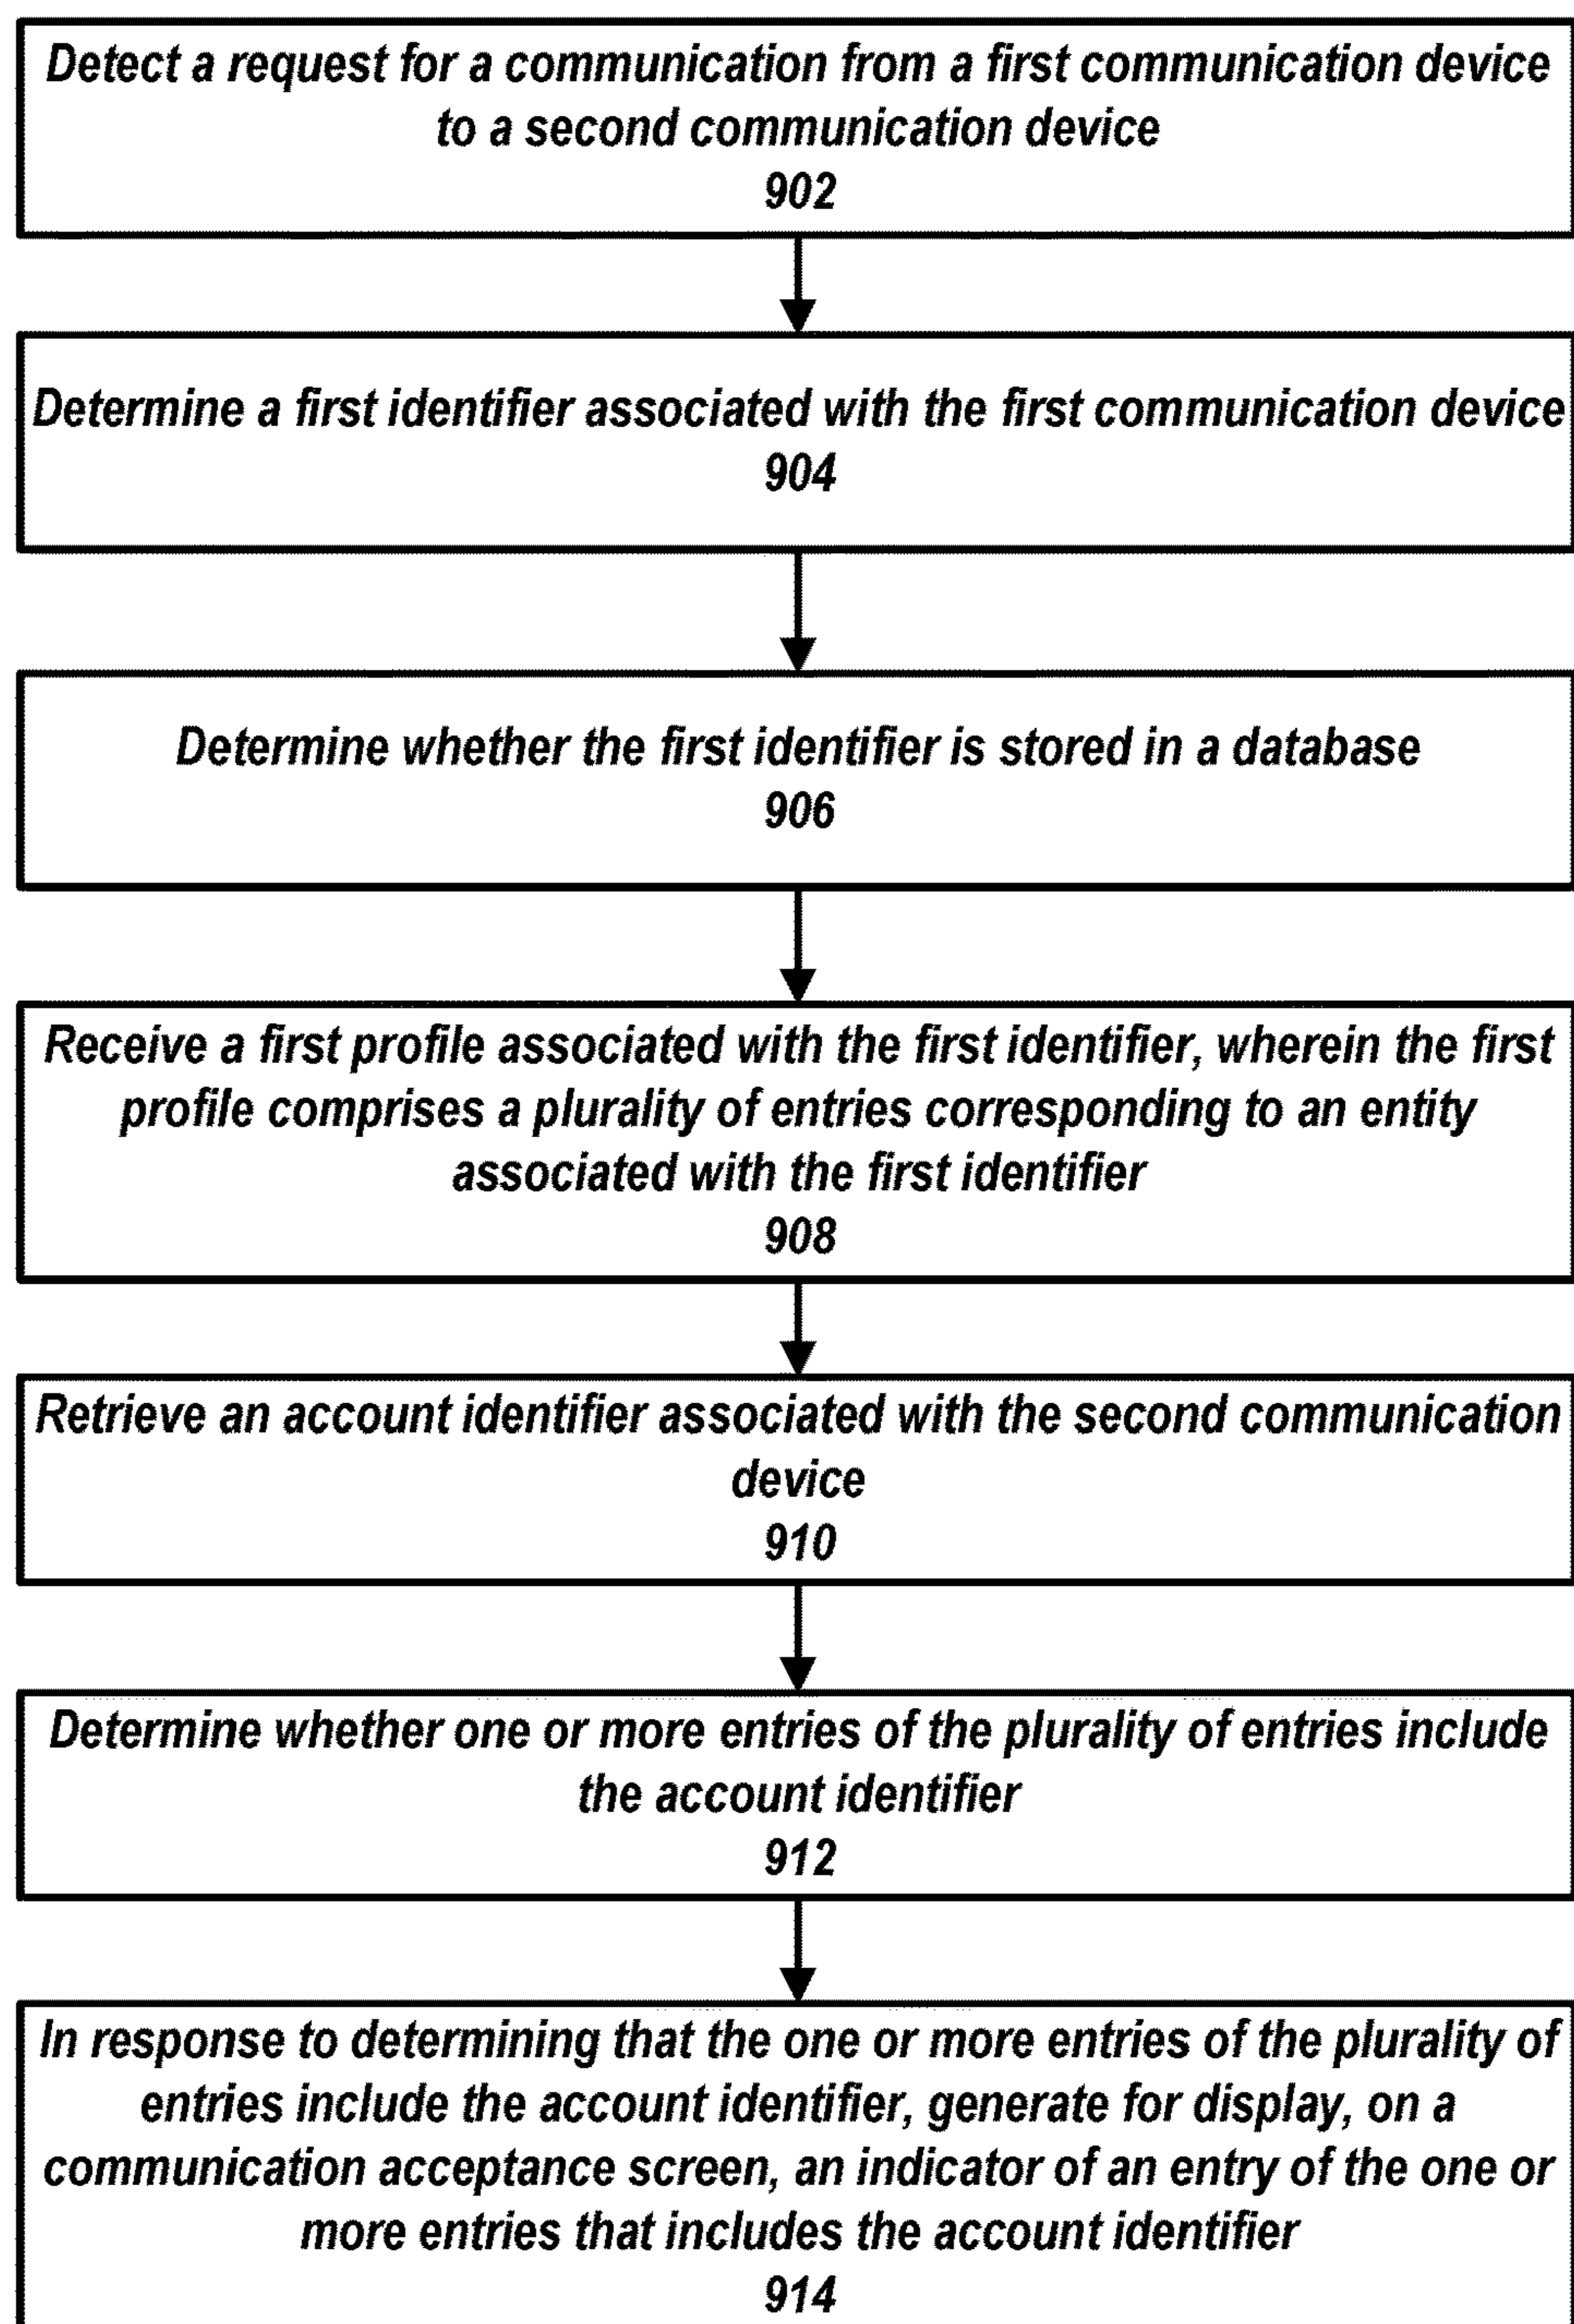 Detect a request for a communication from a first communication device
to a second communication device
902
Determine a first identifier associated with the first communication device
904
Determine whether the first identifier is stored in a database
906
Receive a first profile associated with the first identifier, wherein the first
profile comprises a plurality of entries corresponding to an entity
associated with the first identifier
908
Retrieve an account identifier associated with the second communication
device
910
Determine whether one or more entries of the plurality of entries include
the account identifier
912
In response to determining that the one or more entries of the plurality of
entries include the account identifier, generate for display, on a
communication acceptance screen, an indicator of an entry of the one or
more entries that includes the account identifier
914